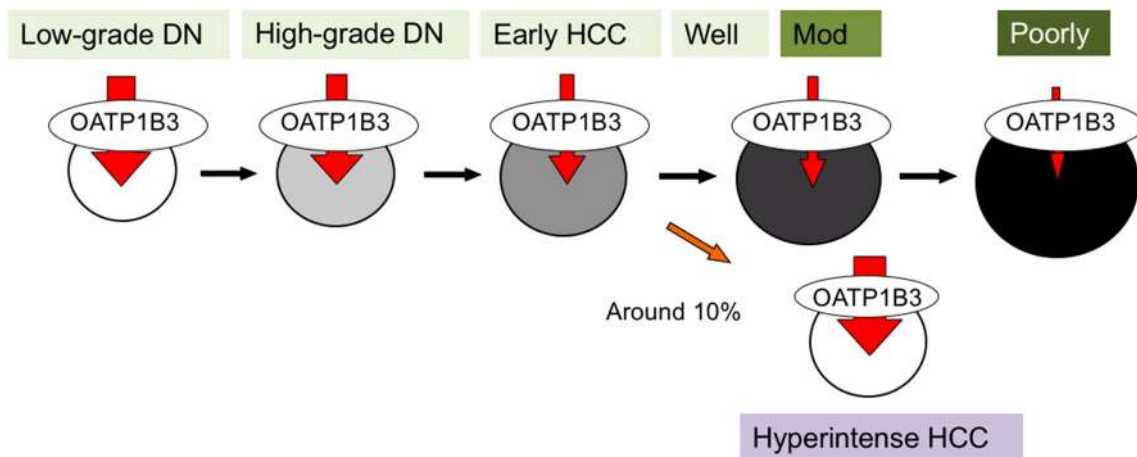 Low-grade DN
High-grade DN
Early HCC
Well
Mod
Poorly
OATP1B3
OATP1B3
OATP1B3
OATP1B3
OATP1B3
Around 10%
OATP1B3
Hyperintense HCC